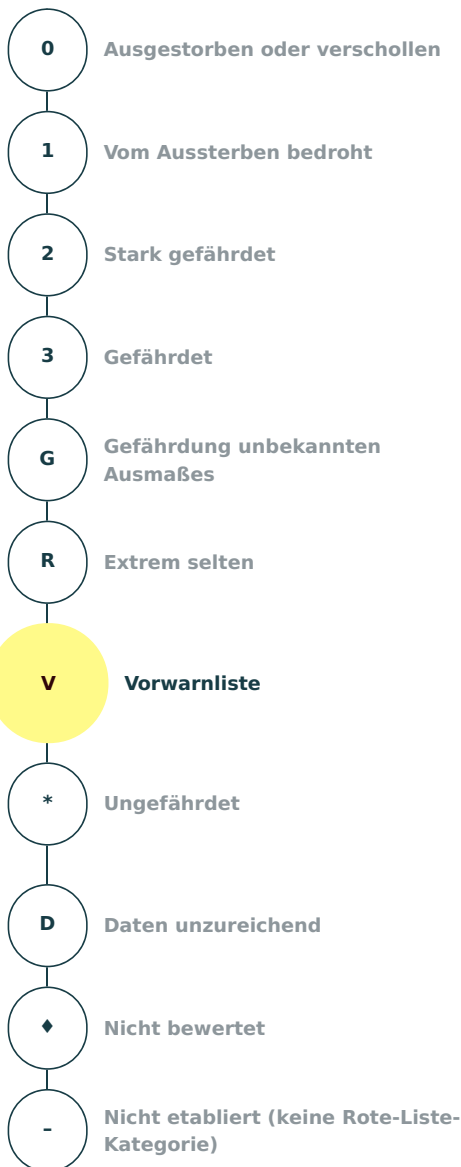 0 Ausgestorben oder verschollen
1 Vom Aussterben bedroht
2 Stark gefährdet
3 Gefährdet
G Gefährdung unbekannten
Ausmaßes
R Extrem selten
V Vorwarnliste
* Ungefährdet
D Daten unzureichend
♦ Nicht bewertet
– Nicht etabliert (keine Rote-Liste-
Kategorie)